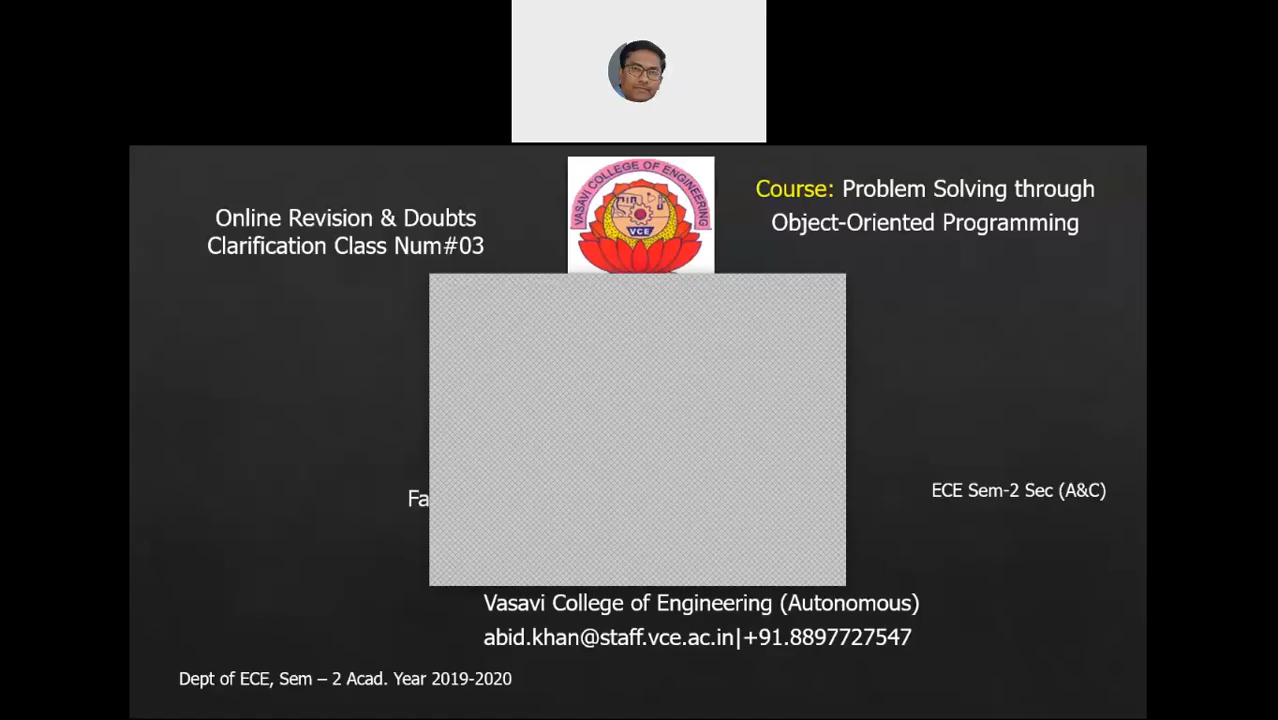 VASAVI COLLEGE OF ENGINEERING
VCE
Online Revision & Doubts
Clarification Class Num#03
Course: Problem Solving through
Object-Oriented Programming
Fa
ECE Sem-2 Sec (A&C)
Vasavi College of Engineering (Autonomous)
abid.khan@staff.vce.ac.in|+91.8897727547
Dept of ECE, Sem – 2 Acad. Year 2019-2020